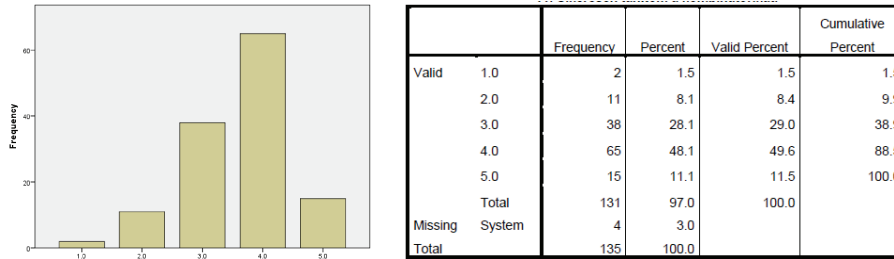 Frequency
60
40
20
0
1.0 2.0 3.0 4.0 5.0
Frequency Percent Valid Percent Cumulative Percent
Valid 1.0 2 1.5 1.5
2.0 11 8.1 8.4
3.0 38 28.1 29.0
4.0 65 48.1 49.6
5.0 15 11.1 11.5
Total 131 97.0 100.0
Missing System 4 3.0
Total 135 100.0